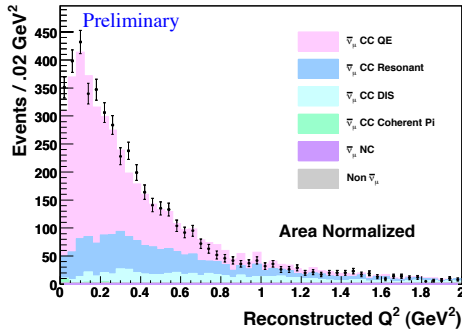 Preliminary
Events / .02 GeV²
450
400
350
300
250
200
150
100
50
0
ν̅μ CC QE
ν̅μ CC Resonant
ν̅μ CC DIS
ν̅μ CC Coherent Pi
ν̅μ NC
Non ν̅μ
Area Normalized
0 0.2 0.4 0.6 0.8 1 1.2 1.4 1.6 1.8 2
Reconstructed Q² (GeV²)